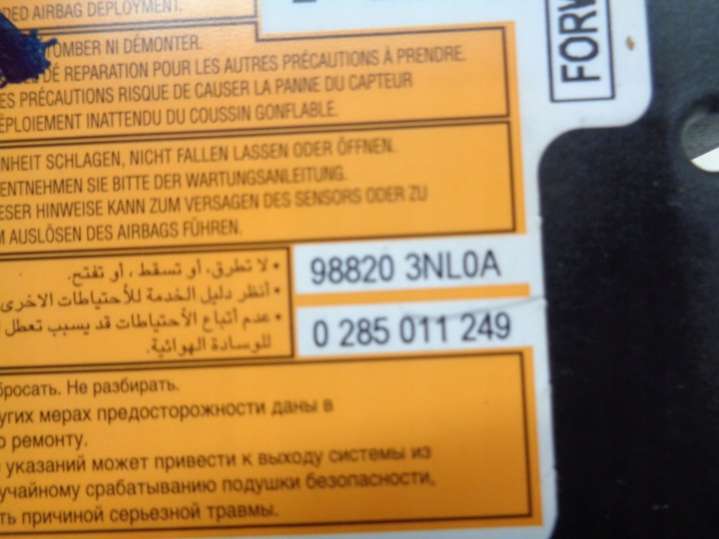 DED AIRBAG DEPLOYMENT.
TOMBER NI DÉMONTER.
DÉ REPARATION POUR LES AUTRES PRÉCAUTIONS À PRENDRE.
ES PRÉCAUTIONS RISQUE DE CAUSER LA PANNE DU CAPTEUR
ÉPLOIEMENT INATTENDU DU COUSSIN GONFLABLE.
FORW
NHEIT SCHLAGEN, NICHT FALLEN LASSEN ODER ÖFFNEN.
ENTNEHMEN SIE BITTE DER WARTUNGSANLEITUNG.
ESER HINWEISE KANN ZUM VERSAGEN DES SENSORS ODER ZU
M AUSLÖSEN DES AIRBAGS FÜHREN.
• لا تطرق، أو تسقط، أو تفتح.
• أنظر دليل الخدمة للأحتياطات الاخرى
• عدم أتباع الأحتياطات قد يسبب تعطل
للوسادة الهوائية.
98820 3NL0A
0 285 011 249
бросать. Не разбирать.
угих мерах предосторожности даны в
о ремонту.
указаний может привести к выходу системы из
учайному срабатыванию подушки безопасности,
ть причиной серьезной травмы.